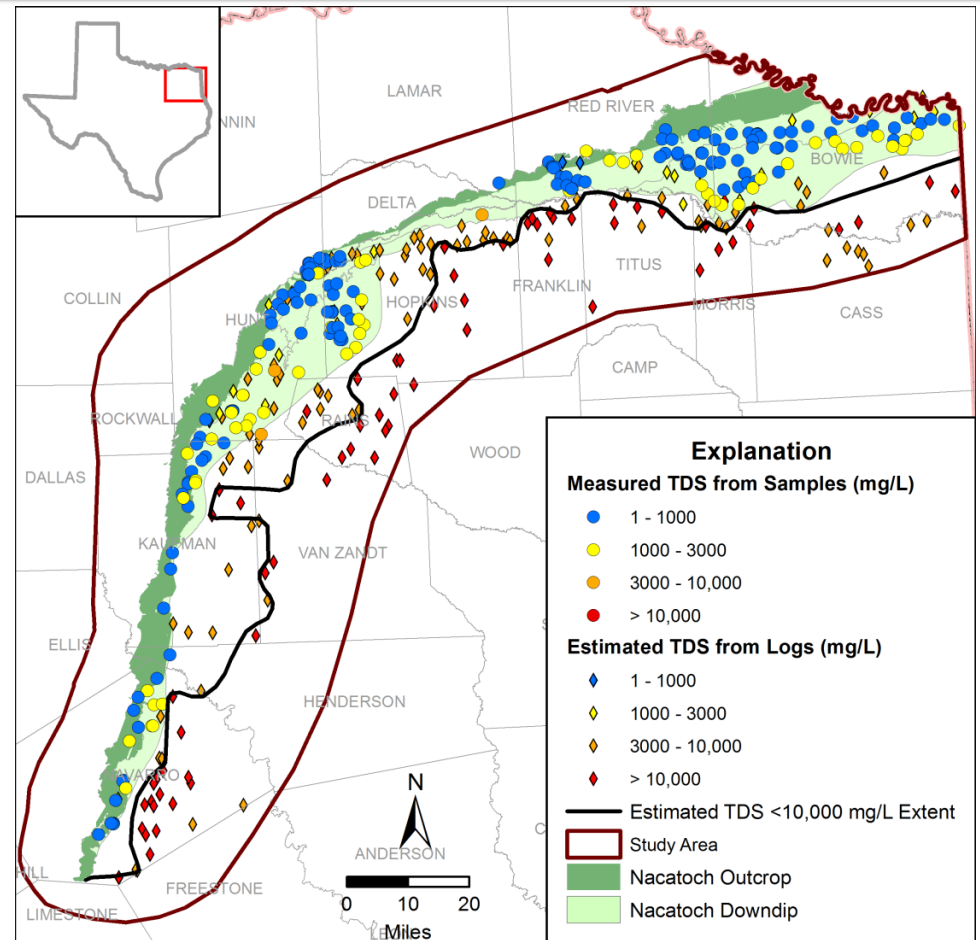 LAMAR
RED RIVER
NNIN
BOWIE
DELTA
TITUS
COLLIN
HOPKINS
FRANKLIN
HUN
MORRIS
CASS
CAMP
ROCKWALL
RAINS
WOOD
DALLAS
KAUFMAN
VAN ZANDT
ELLIS
HENDERSON
NAVARRO
ANDERSON
HILL
FREESTONE
LIMESTONE
N
0 10 20
Miles
Explanation
Measured TDS from Samples (mg/L)
1 - 1000
1000 - 3000
3000 - 10,000
> 10,000
Estimated TDS from Logs (mg/L)
1 - 1000
1000 - 3000
3000 - 10,000
> 10,000
Estimated TDS <10,000 mg/L Extent
Study Area
Nacatoch Outcrop
Nacatoch Downdip